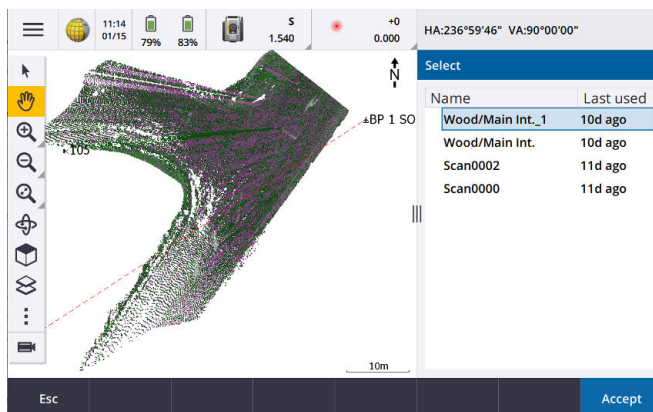 11:14
01/15
79%
83%
S
1.540
+0
0.000
HA:236°59'46" VA:90°00'00"
Select
N
Name Last used
Wood/Main Int._1 10d ago
Wood/Main Int. 10d ago
Scan0002 11d ago
Scan0000 11d ago
BP 1 SO
105
10m
Esc
Accept